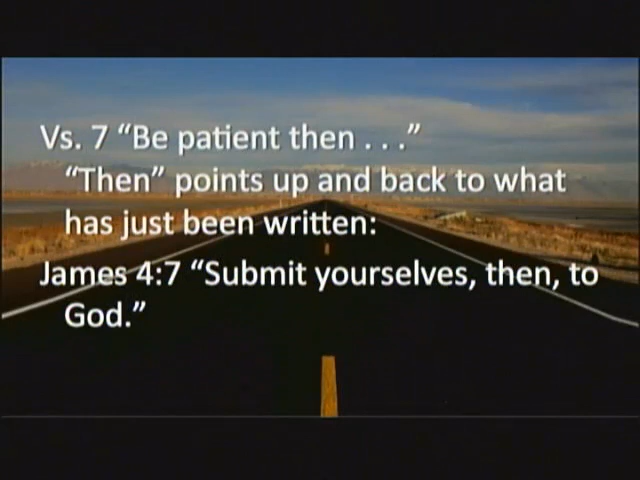 Vs. 7 “Be patient then . . .”
“Then” points up and back to what
has just been written:
James 4:7 “Submit yourselves, then, to
God.”